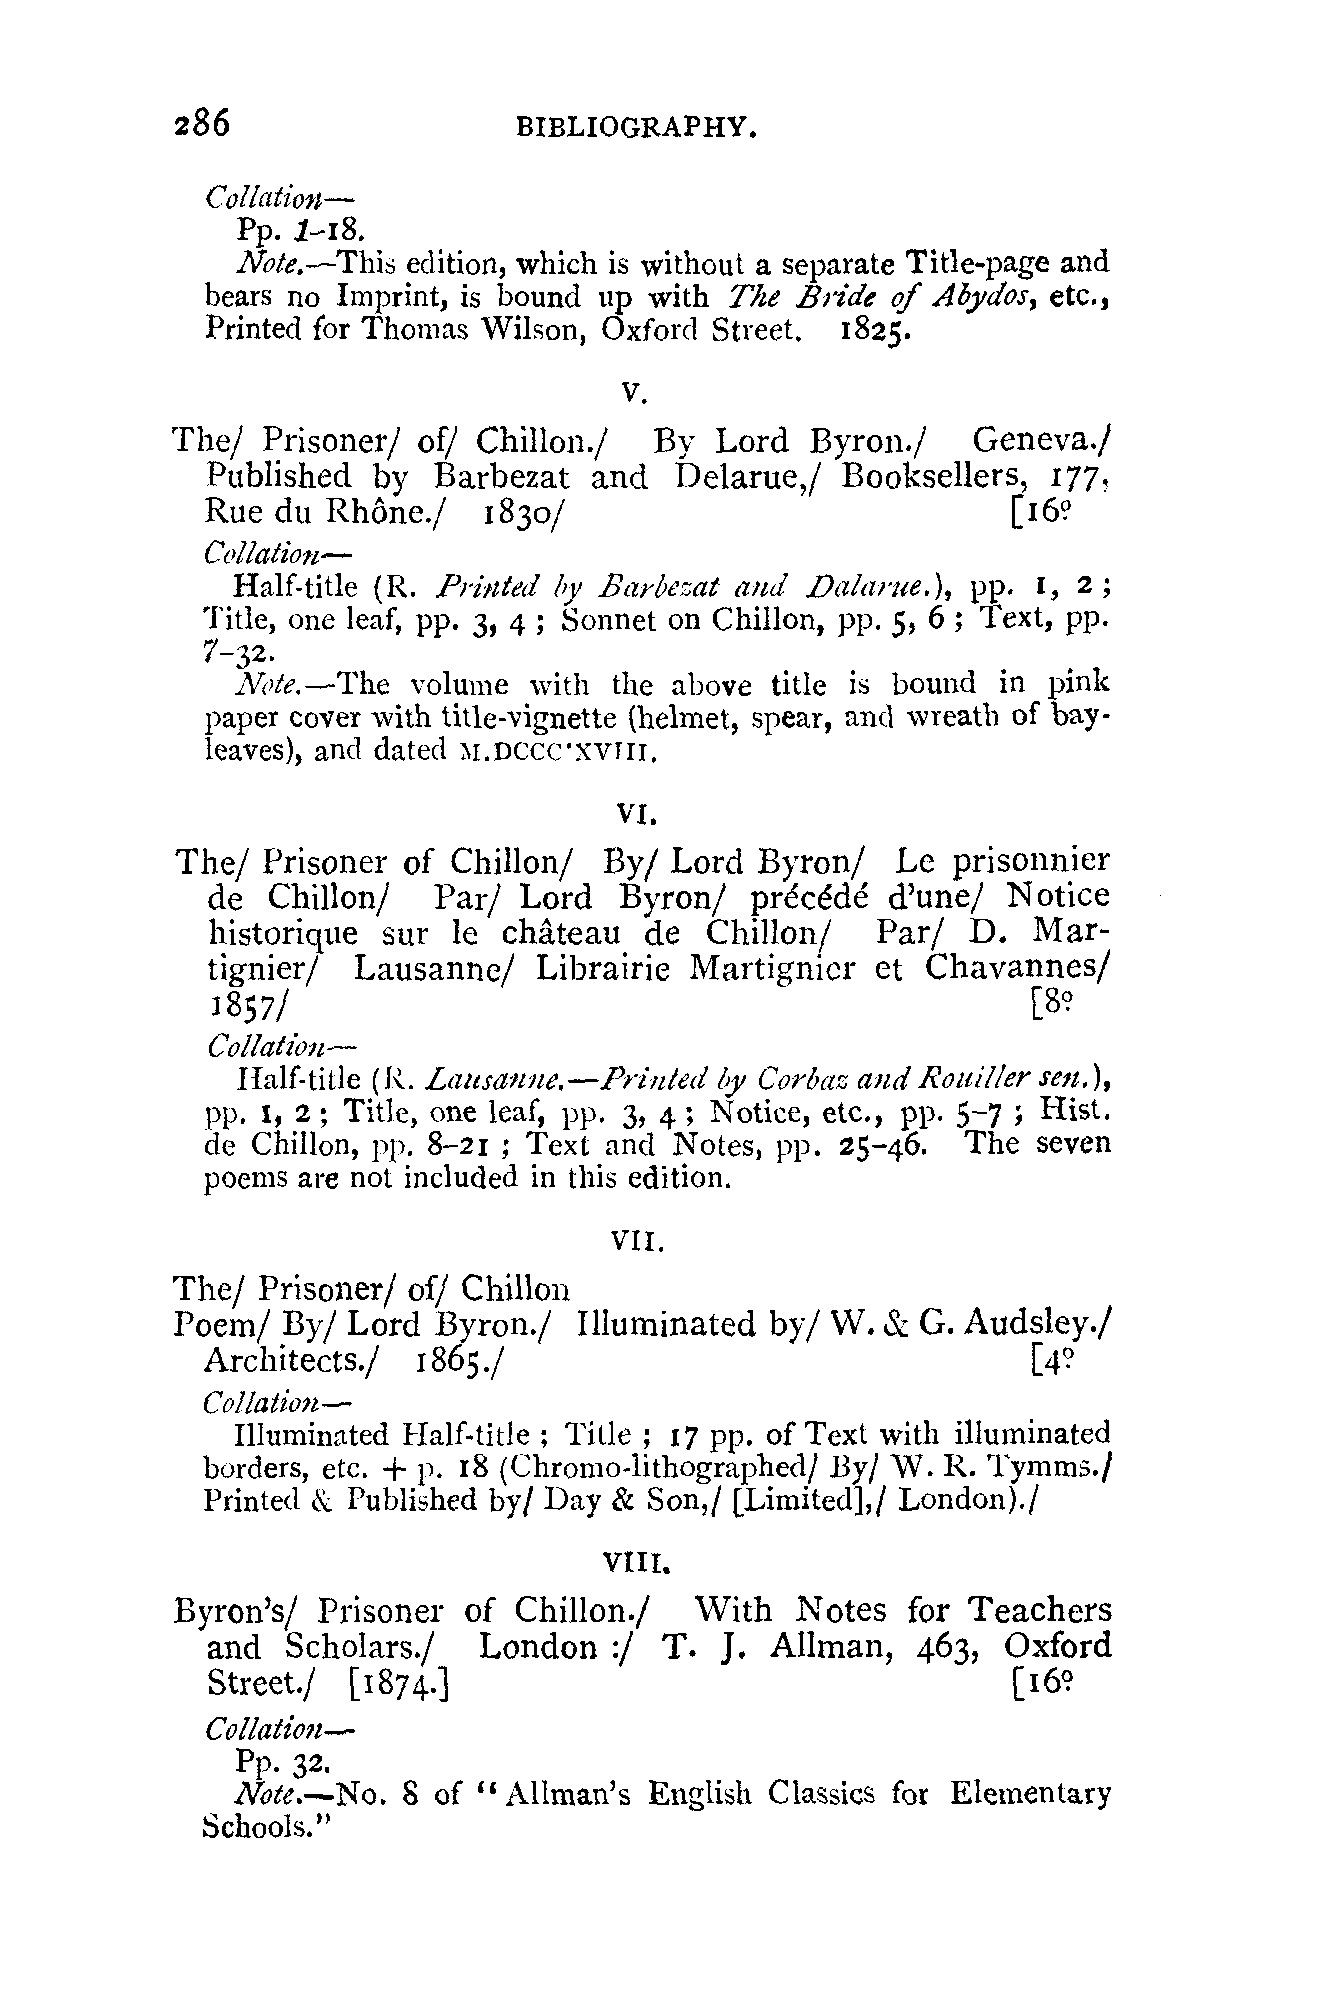 286 BIBLIOGRAPHY.
Collation—
Pp. 1–18.
Note.—This edition, which is without a separate Title-page and
bears no Imprint, is bound up with The Bride of Abydos, etc.,
Printed for Thomas Wilson, Oxford Street. 1825.
V.
The/ Prisoner/ of/ Chillon./ By Lord Byron./ Geneva./
Published by Barbezat and Delarue,/ Booksellers, 177,
Rue du Rhône./ 1830/ [16º
Collation—
Half-title (R. Printed by Barbezat and Dalarue.), pp. 1, 2 ;
Title, one leaf, pp. 3, 4 ; Sonnet on Chillon, pp. 5, 6 ; Text, pp.
7–32.
Note.—The volume with the above title is bound in pink
paper cover with title-vignette (helmet, spear, and wreath of bay-
leaves), and dated M.DCCC·XVIII.
VI.
The/ Prisoner of Chillon/ By/ Lord Byron/ Le prisonnier
de Chillon/ Par/ Lord Byron/ précédé d'une/ Notice
historique sur le château de Chillon/ Par/ D. Mar-
tignier/ Lausanne/ Librairie Martignier et Chavannes/
1857/ [8º
Collation—
Half-title (R. Lausanne.—Printed by Corbaz and Rouiller sen.),
pp. 1, 2 ; Title, one leaf, pp. 3, 4 ; Notice, etc., pp. 5–7 ; Hist.
de Chillon, pp. 8–21 ; Text and Notes, pp. 25–46. The seven
poems are not included in this edition.
VII.
The/ Prisoner/ of/ Chillon
Poem/ By/ Lord Byron./ Illuminated by/ W. & G. Audsley./
Architects./ 1865./ [4º
Collation—
Illuminated Half-title ; Title ; 17 pp. of Text with illuminated
borders, etc. + p. 18 (Chromo-lithographed/ By/ W. R. Tymms./
Printed & Published by/ Day & Son,/ [Limited],/ London)./
VIII.
Byron's/ Prisoner of Chillon./ With Notes for Teachers
and Scholars./ London :/ T. J. Allman, 463, Oxford
Street./ [1874.] [16º
Collation—
Pp. 32.
Note.—No. 8 of "Allman's English Classics for Elementary
Schools."